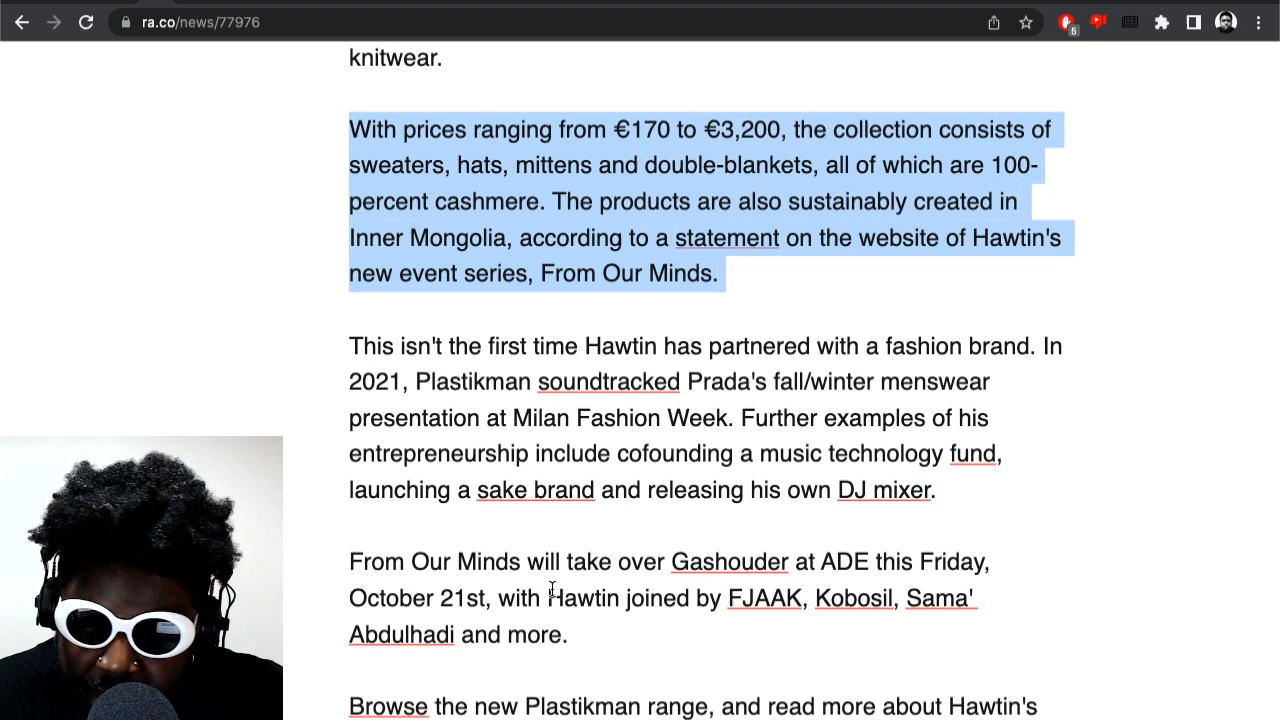 ra.co/news/77976
5
knitwear.
With prices ranging from €170 to €3,200, the collection consists of
sweaters, hats, mittens and double-blankets, all of which are 100-
percent cashmere. The products are also sustainably created in
Inner Mongolia, according to a statement on the website of Hawtin's
new event series, From Our Minds.
This isn't the first time Hawtin has partnered with a fashion brand. In
2021, Plastikman soundtracked Prada's fall/winter menswear
presentation at Milan Fashion Week. Further examples of his
entrepreneurship include cofounding a music technology fund,
launching a sake brand and releasing his own DJ mixer.
From Our Minds will take over Gashouder at ADE this Friday,
October 21st, with Hawtin joined by FJAAK, Kobosil, Sama'
Abdulhadi and more.
Browse the new Plastikman range, and read more about Hawtin's